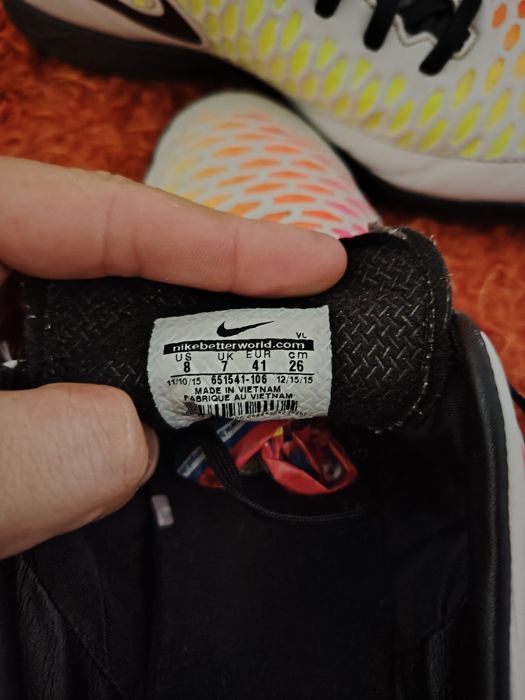 VL
nikebetterworld.com
US UK EUR cm
8 7 41 26
11/10/15 651541-106 12/15/15
MADE IN VIETNAM
FABRIQUE AU VIETNAM